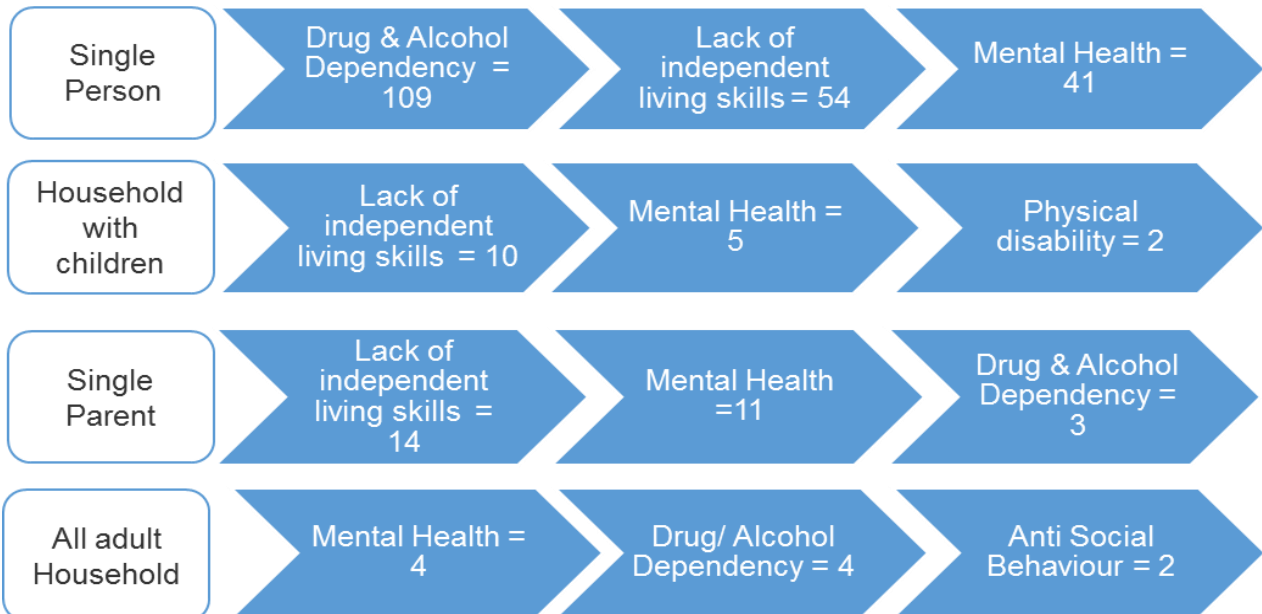 Single
Person
Drug & Alcohol
Dependency =
109
Lack of
independent
living skills = 54
Mental Health =
41
Household
with
children
Lack of
independent
living skills = 10
Mental Health =
5
Physical
disability = 2
Single
Parent
Lack of
independent
living skills =
14
Mental Health
=11
Drug & Alcohol
Dependency =
3
All adult
Household
Mental Health =
4
Drug/ Alcohol
Dependency = 4
Anti Social
Behaviour = 2